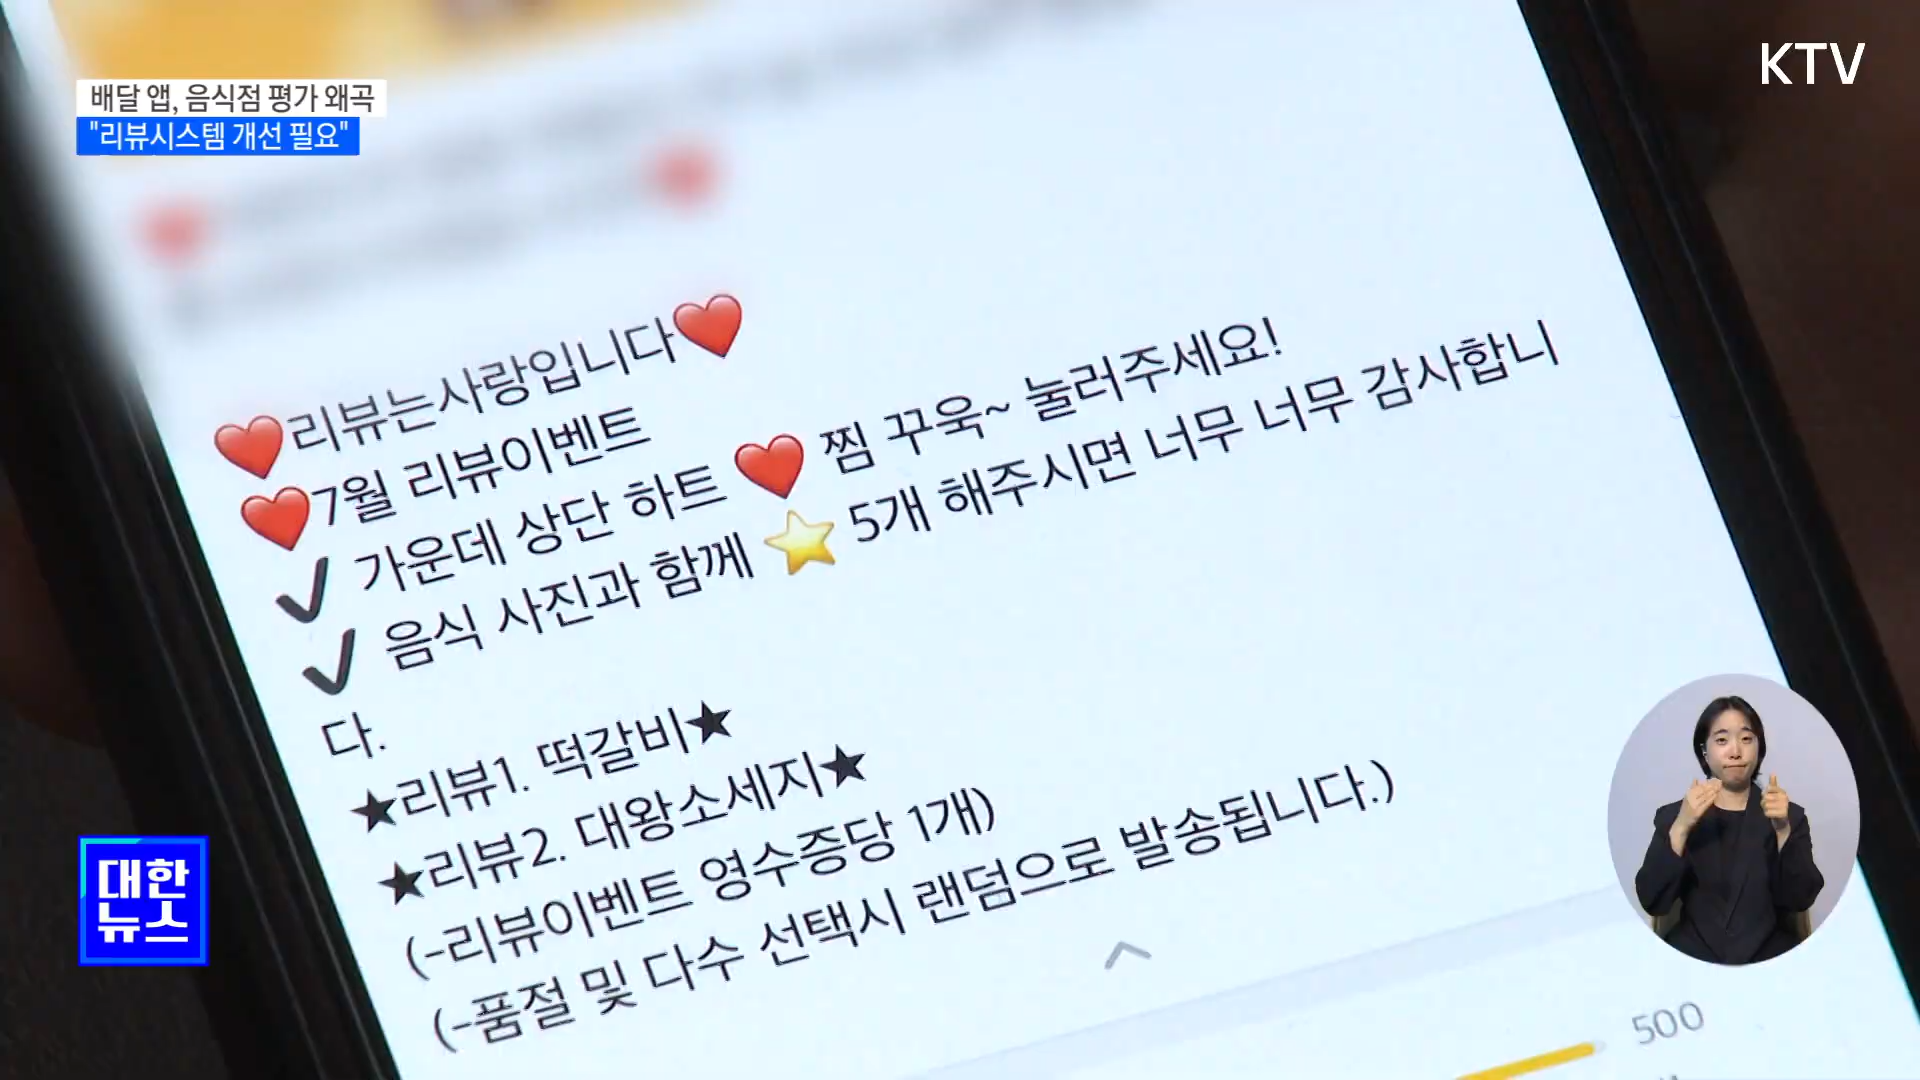 KTV
배달 앱, 음식점 평가 왜곡
"리뷰시스템 개선 필요"
❤️리뷰는사랑입니다❤️
❤️7월 리뷰이벤트
✔ 가운데 상단 하트 ❤️ 찜 꾸욱~ 눌러주세요!
✔ 음식 사진과 함께 ⭐ 5개 해주시면 너무 너무 감사합니
다.
★리뷰1. 떡갈비★
★리뷰2. 대왕소세지★
(-리뷰이벤트 영수증당 1개)
(-품절 및 다수 선택시 랜덤으로 발송됩니다.)
500
대한
뉴스